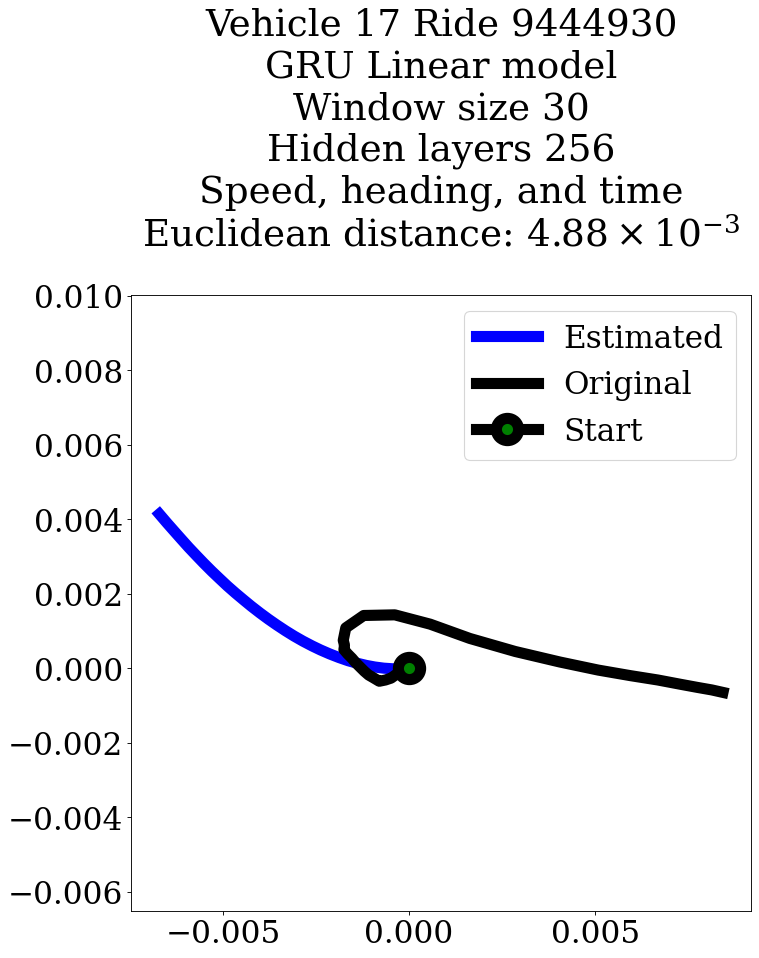 Vehicle 17 Ride 9444930
GRU Linear model
Window size 30
Hidden layers 256
Speed, heading, and time
Euclidean distance: 4.88 × 10⁻³
0.010
0.008
0.006
0.004
0.002
0.000
−0.002
−0.004
−0.006
Estimated
Original
Start
−0.005 0.000 0.005